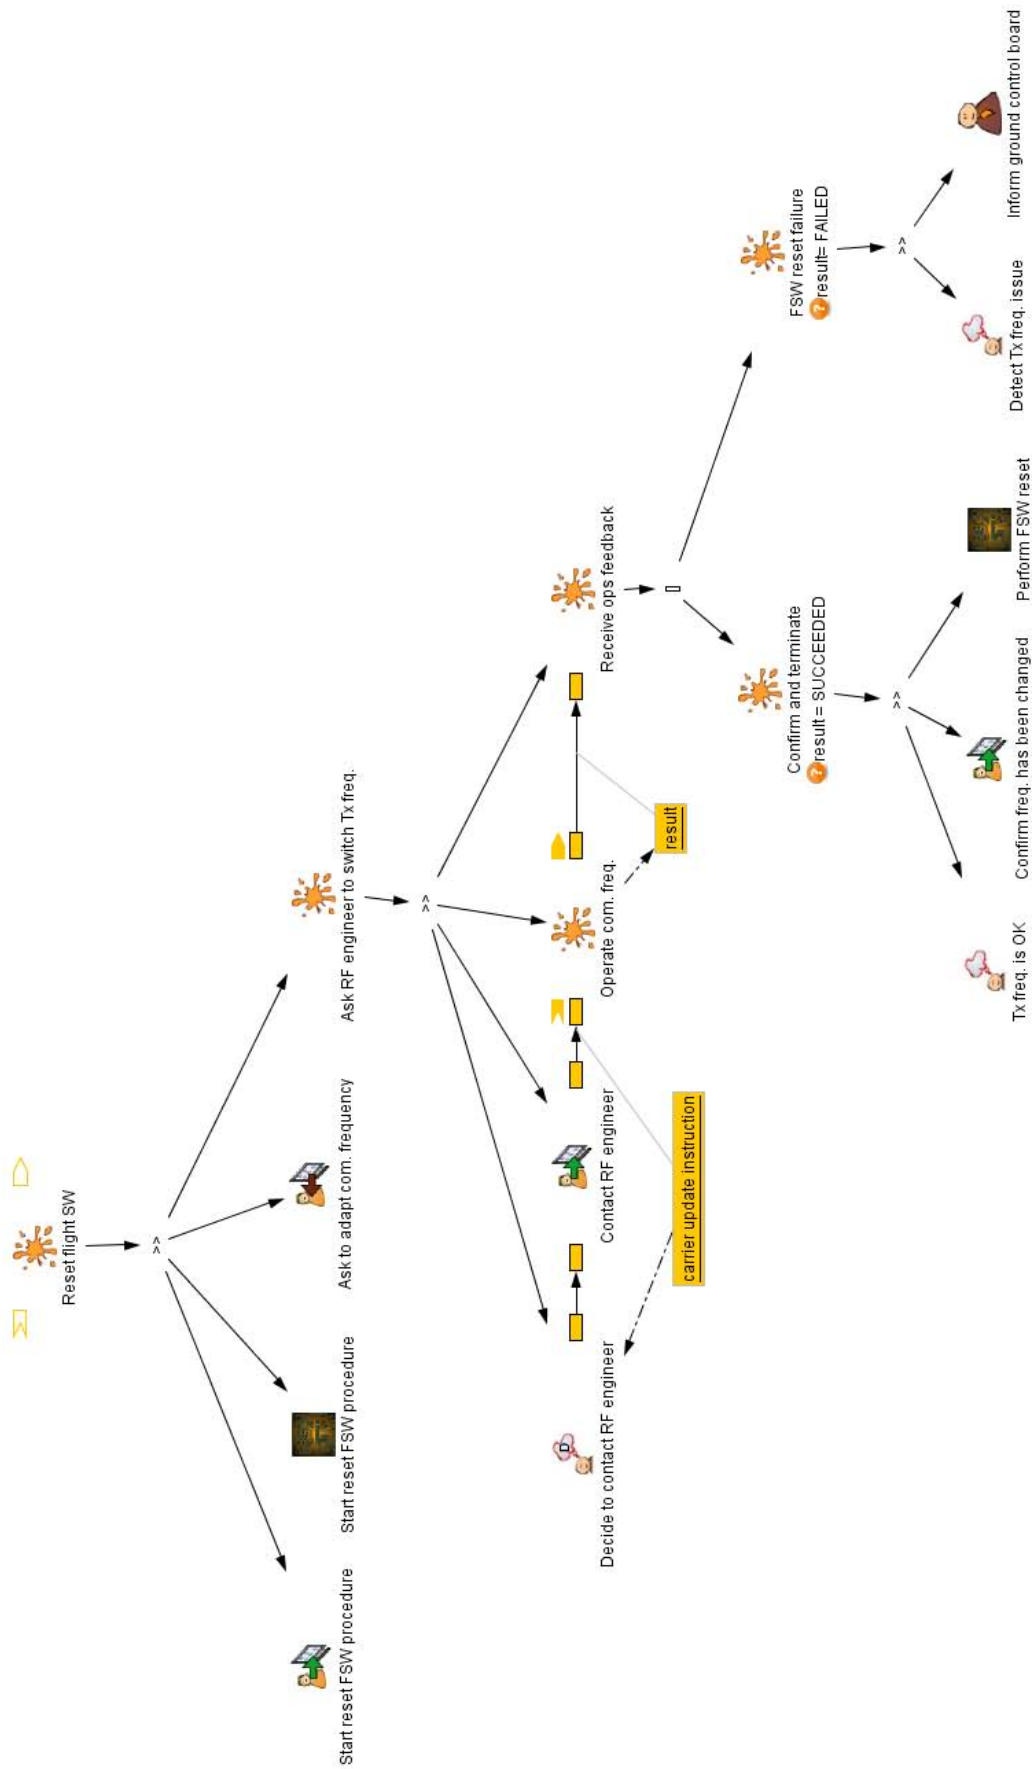 Reset flight SW
>>
Start reset FSW procedure
Start reset FSW procedure
Ask to adapt com. frequency
Ask RF engineer to switch Tx freq.
>>
Decide to contact RF engineer
D
Contact RF engineer
Operate com. freq.
Receive ops feedback
carrier update instruction
result
[]
Confirm and terminate
?result = SUCCEEDED
FSW reset failure
?result= FAILED
>>
>>
Tx freq. is OK
Confirm freq. has been changed
Perform FSW reset
Detect Tx freq. issue
Inform ground control board